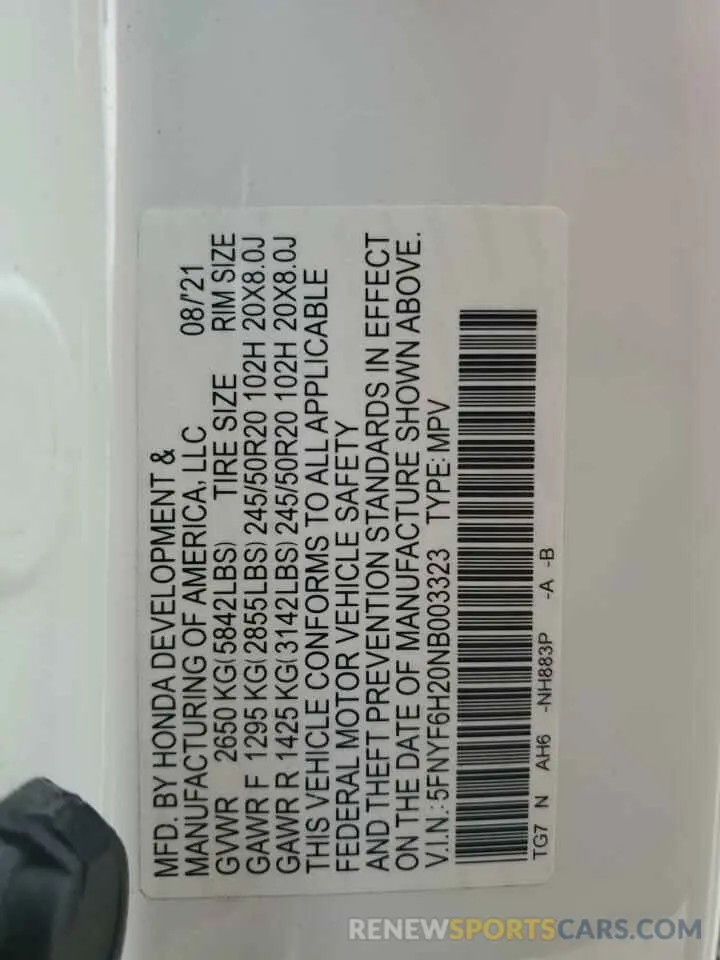 MFD. BY HONDA DEVELOPMENT &
MANUFACTURING OF AMERICA, LLC 08/'21
GVWR 2650 KG(5842LBS) TIRE SIZE RIM SIZE
GAWR F 1295 KG(2855LBS) 245/50R20 102H 20X8.0J
GAWR R 1425 KG(3142LBS) 245/50R20 102H 20X8.0J
THIS VEHICLE CONFORMS TO ALL APPLICABLE
FEDERAL MOTOR VEHICLE SAFETY
AND THEFT PREVENTION STANDARDS IN EFFECT
ON THE DATE OF MANUFACTURE SHOWN ABOVE.
V.I.N.: 5FNYF6H20NB003323 TYPE: MPV
TG7 N AH6 -NH883P -A -B
RENEWSPORTSCARS.COM